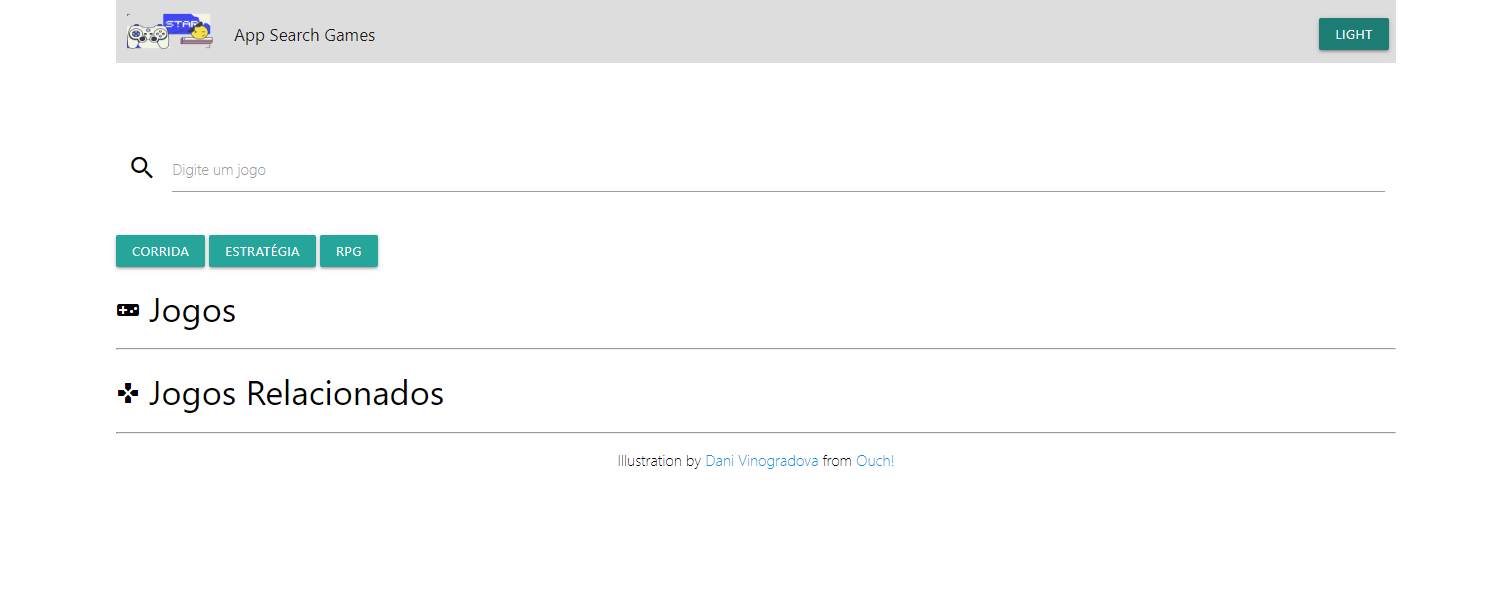 START
App Search Games
LIGHT
Digite um jogo
CORRIDA ESTRATÉGIA RPG
Jogos
Jogos Relacionados
Illustration by Dani Vinogradova from Ouch!